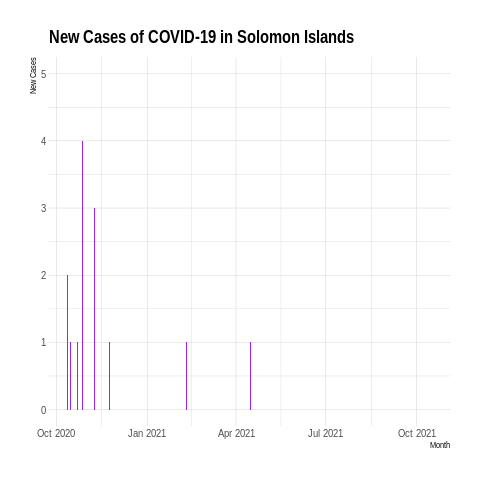 New Cases of COVID-19 in Solomon Islands
New Cases
5
4
3
2
1
0
Oct 2020 Jan 2021 Apr 2021 Jul 2021 Oct 2021
Month